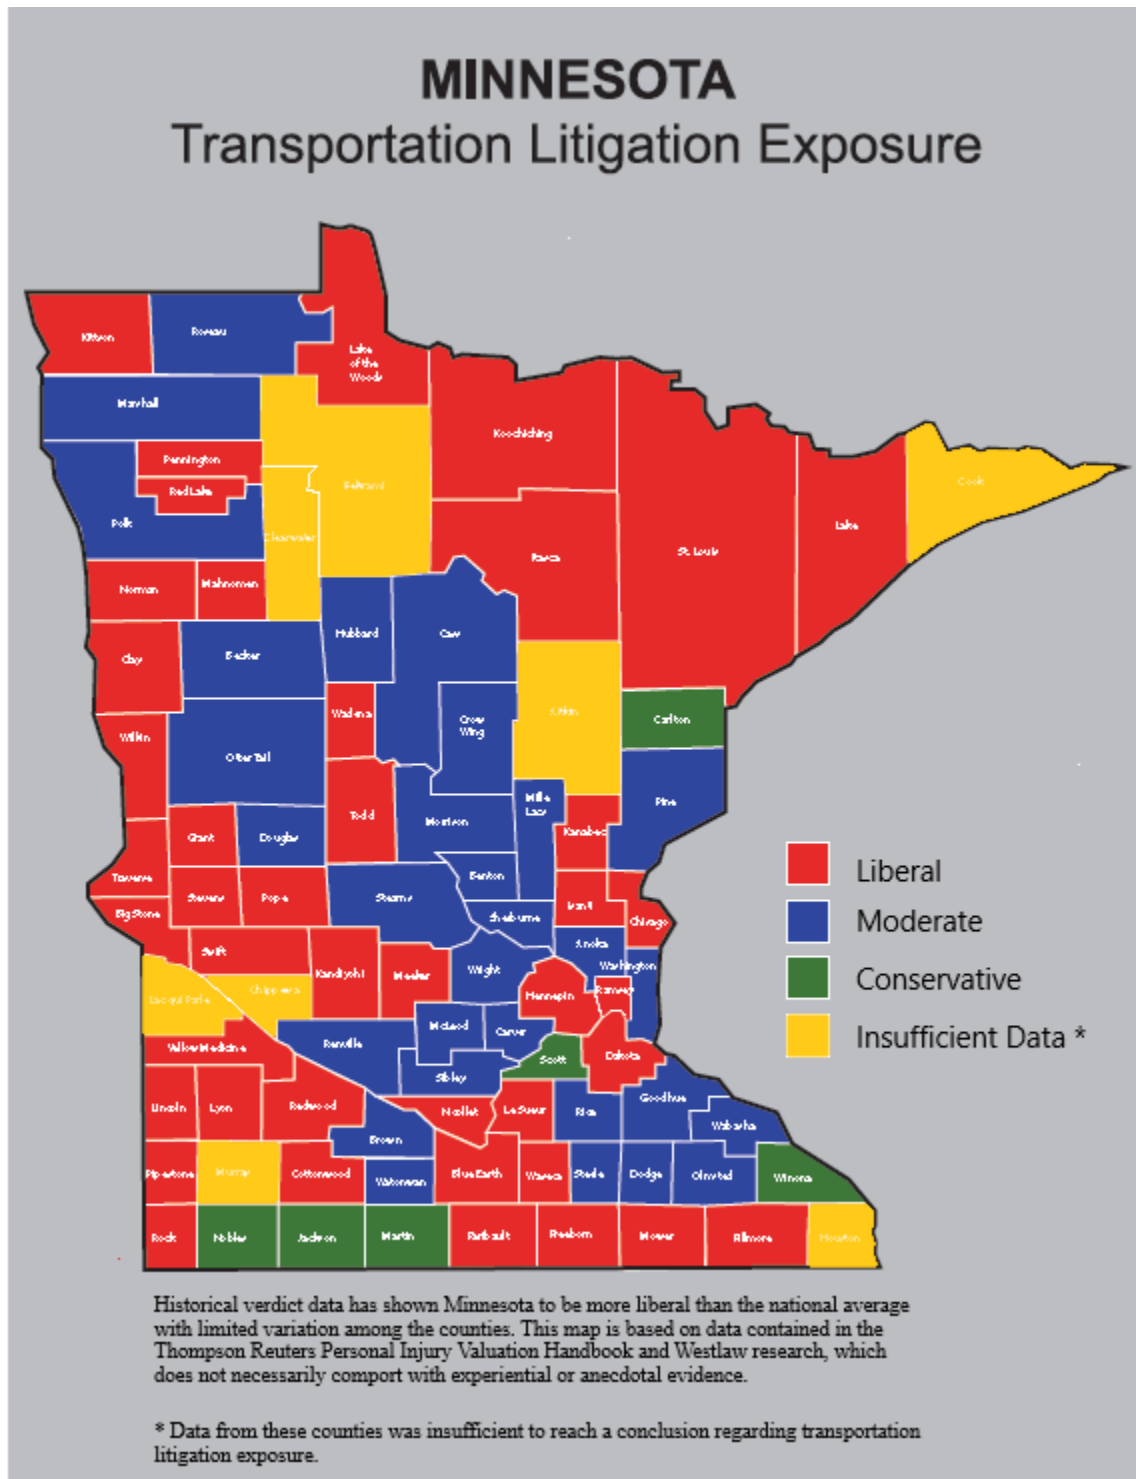 MINNESOTA
Transportation Litigation Exposure
Kittson
Roseau
Lake
of the
Woods
Marshall
Koochiching
Pennington
Red Lake
Beltrami
Cook
Polk
Clearwater
Lake
St. Louis
Itasca
Norman
Mahnomen
Hubbard
Cass
Clay
Becker
Wadena
Crow
Wing
Aitkin
Carlton
Wilkin
Otter Tail
Mille
Lacs
Pine
Todd
Morrison
Kanabec
Grant
Douglas
Traverse
Benton
Stevens
Pope
Stearns
Big Stone
Sherburne
Isanti
Chisago
Swift
Anoka
Kandiyohi
Meeker
Wright
Washington
Hennepin
Ramsey
Lac qui Parle
Chippewa
McLeod
Carver
Renville
Yellow Medicine
Scott
Dakota
Sibley
Lincoln
Lyon
Redwood
Nicollet
Le Sueur
Rice
Goodhue
Wabasha
Brown
Pipestone
Murray
Cottonwood
Watonwan
Blue Earth
Waseca
Steele
Dodge
Olmsted
Winona
Rock
Nobles
Jackson
Martin
Faribault
Freeborn
Mower
Fillmore
Houston
Liberal
Moderate
Conservative
Insufficient Data *
Historical verdict data has shown Minnesota to be more liberal than the national average
with limited variation among the counties. This map is based on data contained in the
Thompson Reuters Personal Injury Valuation Handbook and Westlaw research, which
does not necessarily comport with experiential or anecdotal evidence.
* Data from these counties was insufficient to reach a conclusion regarding transportation
litigation exposure.